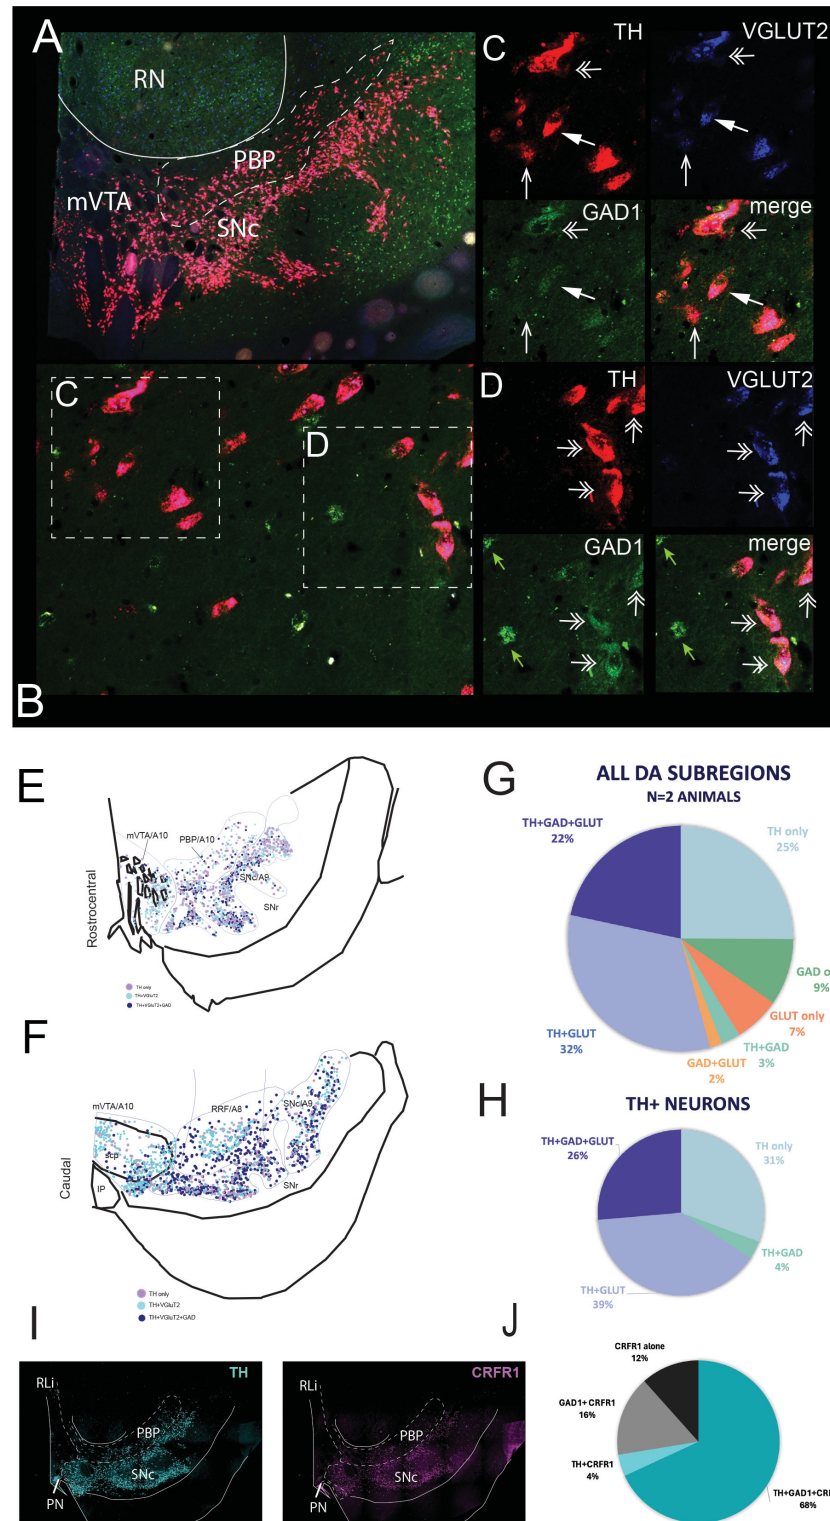 A
RN
PBP
mVTA
SNc
C
TH
VGLUT2
GAD1
merge
B
C
D
D
TH
VGLUT2
GAD1
merge
E
mVTA/A10
PBP/A10
SNc/A9
SNr
Rostrocentral
TH only
TH+VGluT2
TH+VGluT2+GAD
F
mVTA/A10
RRF/A8
SNc/A9
scp
IP
SNr
Caudal
TH only
TH+VGluT2
TH+VGluT2+GAD
G
ALL DA SUBREGIONS
N=2 ANIMALS
TH+GAD+GLUT
22%
TH only
25%
GAD o
9%
GLUT only
7%
TH+GAD
3%
GAD+GLUT
2%
TH+GLUT
32%
H
TH+ NEURONS
TH+GAD+GLUT
26%
TH only
31%
TH+GAD
4%
TH+GLUT
39%
I
RLi
TH
PBP
SNc
PN
RLi
CRFR1
PBP
SNc
PN
J
CRFR1 alone
12%
GAD1+ CRFR1
16%
TH+CRFR1
4%
TH+GAD1+CRF
68%